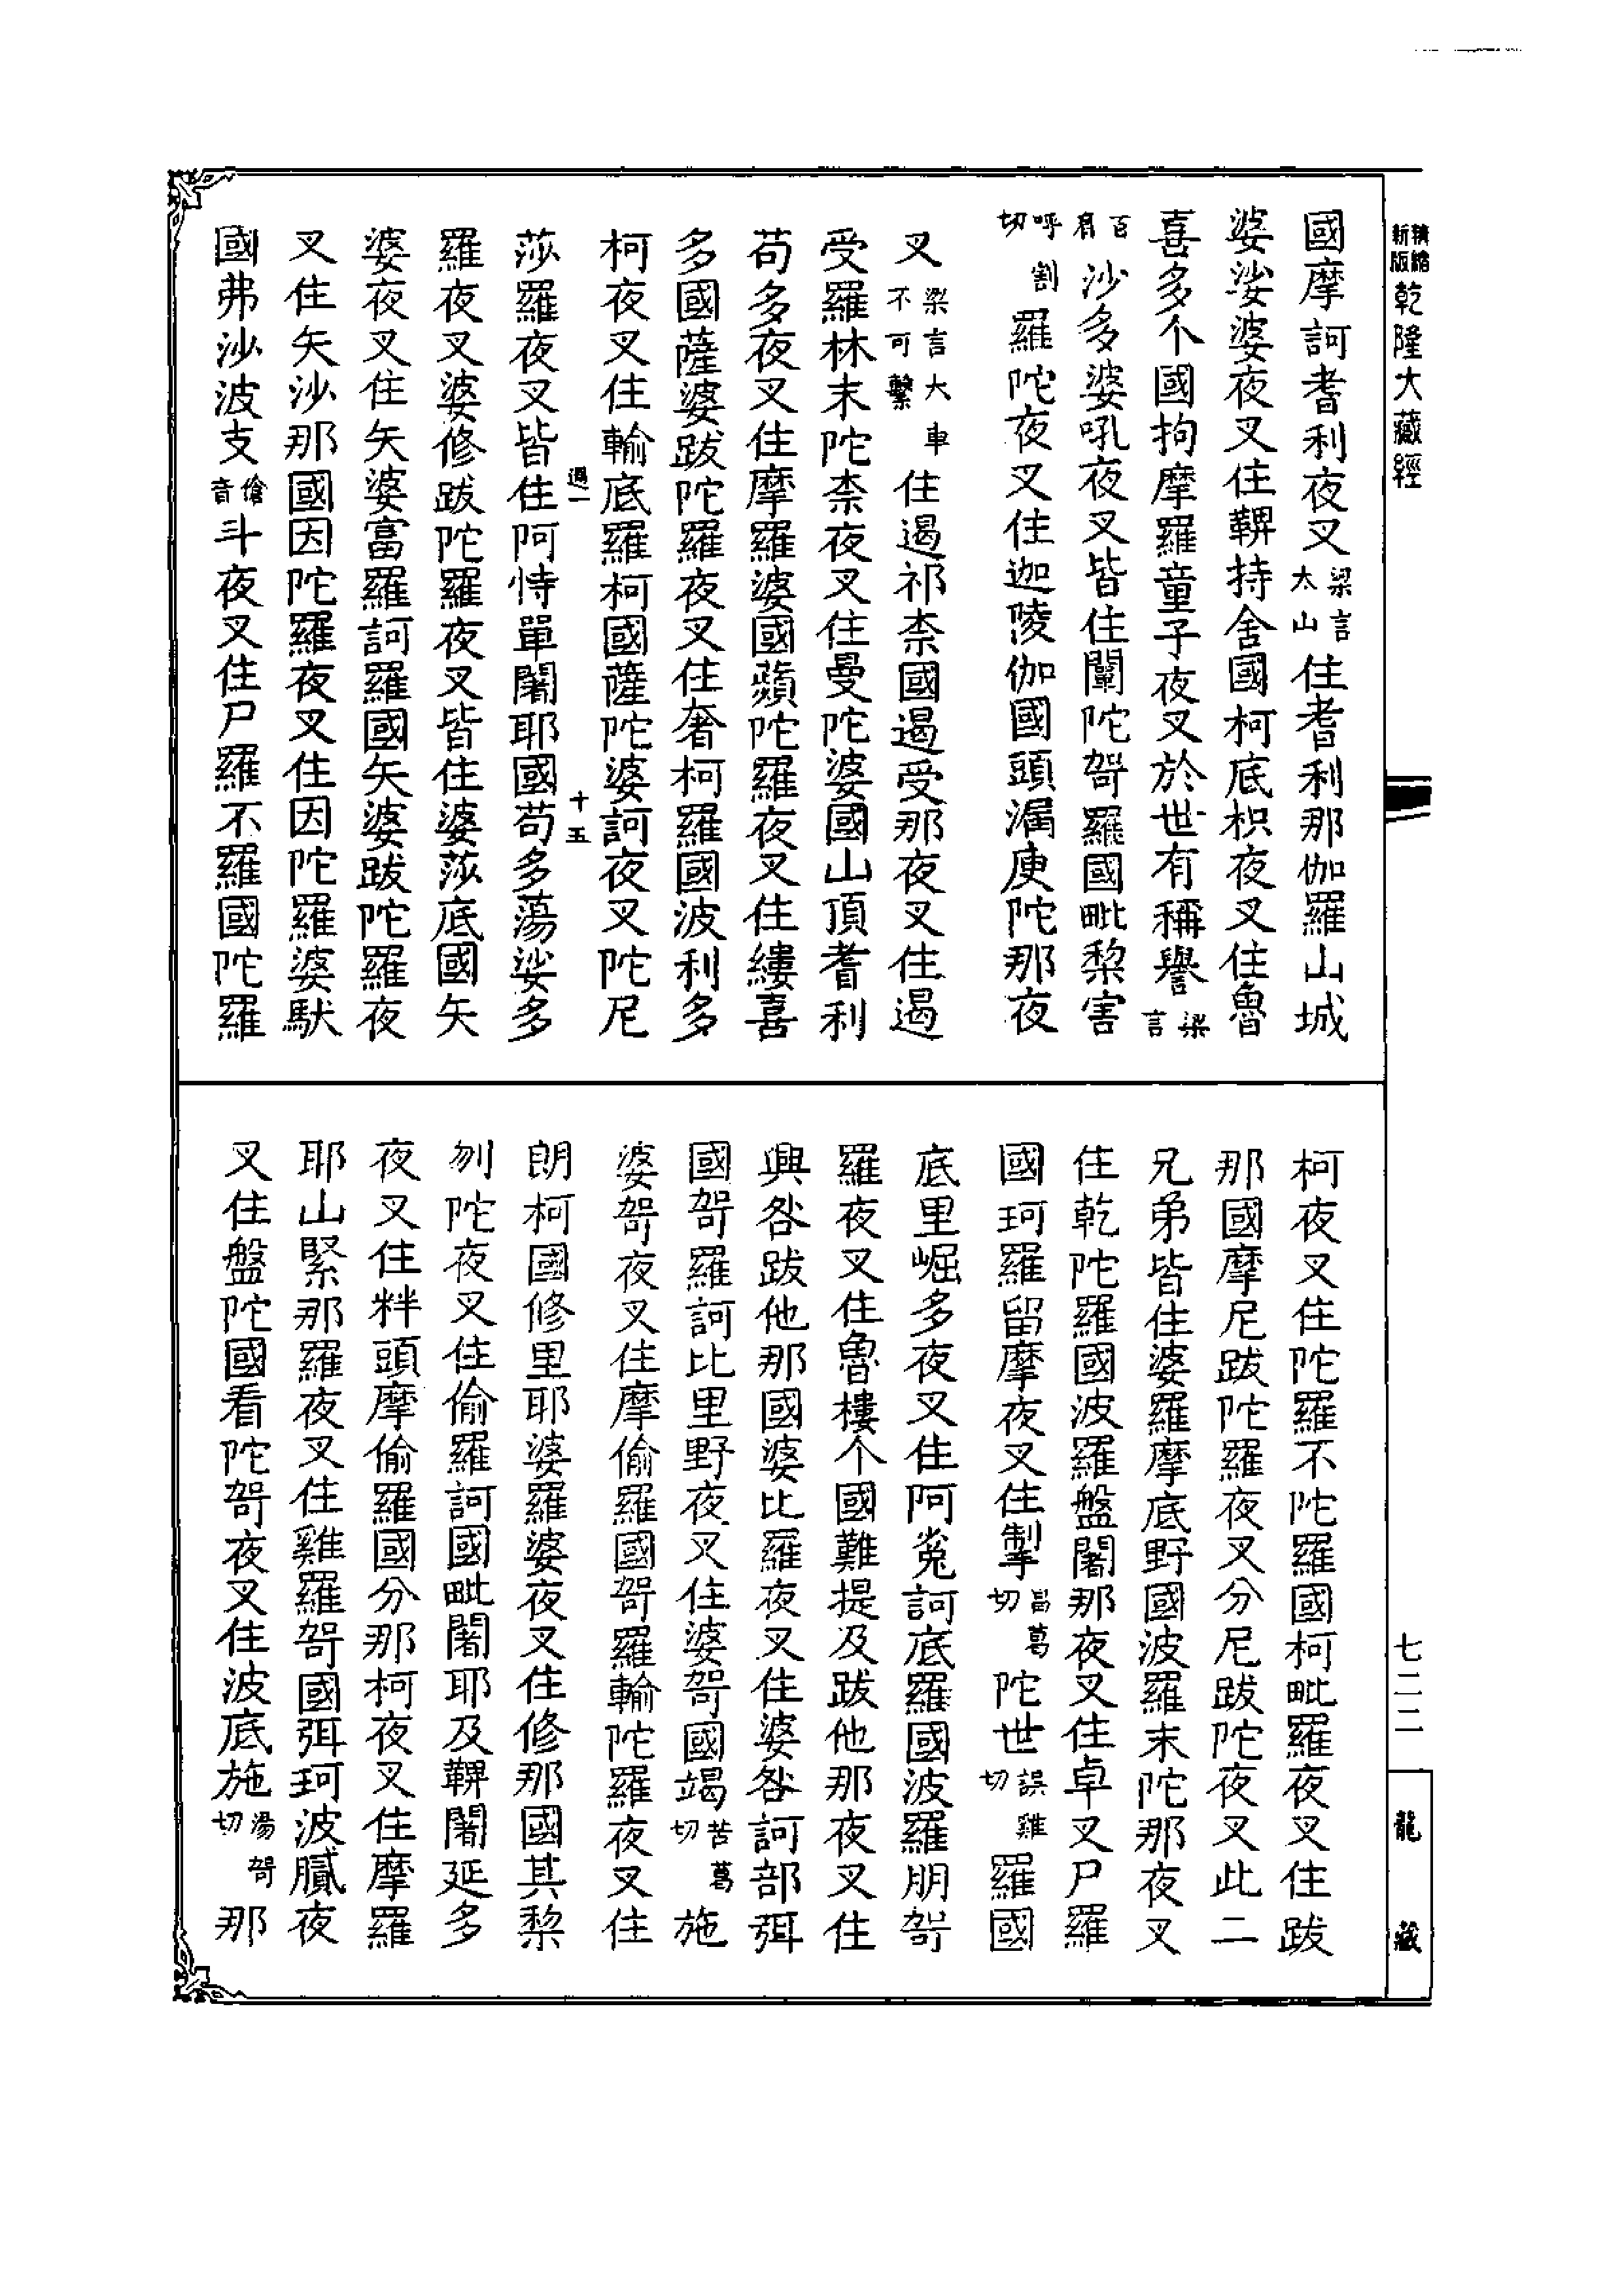 精縮新版乾隆大藏經
國摩訶耆利夜叉梁言太山住耆利那伽羅山城
婆娑婆夜叉住鞞持舍國柯底枳夜叉住魯
喜多个國拘摩羅童子夜叉於世有稱譽梁言
百肩沙多婆吼夜叉皆住闡陀哿羅國毗棃害
呼割切羅陀夜叉住迦陵伽國頭漏庾陀那夜
叉梁言大車不可繫住遏祁柰國遏受那夜叉住遏
受羅林末陀柰夜叉住曼陀婆國山頂耆利
苟多夜叉住摩羅婆國蘱陀羅夜叉住縷喜
多國薩婆跋陀羅夜叉住奢柯羅國波利多
柯夜叉住輸底羅柯國薩陀婆訶夜叉陀尼
過一
十五
莎羅夜叉皆住阿恃單闍耶國苟多蕩娑多
羅夜叉婆修跋陀羅夜叉皆住婆莎底國矢
婆夜叉住矢婆富羅訶羅國矢婆跋陀羅夜
叉住矢沙那國因陀羅夜叉住因陀羅婆馱
國弗沙波支傖音斗夜叉住尸羅不羅國陀羅
柯夜叉住陀羅不陀羅國柯毗羅夜叉住跋
那國摩尼跋陀羅夜叉分尼跋陀夜叉此二
兄弟皆住婆羅摩底野國波羅末陀那夜叉
住乾陀羅國波羅盤闍那夜叉住卓叉尸羅
國珂羅留摩夜叉住掣昌葛切陀世誤雞切羅國
底里崛多夜叉住阿㝹訶底羅國波羅朋哿
羅夜叉住魯樓个國難提及跋他那夜叉住
興咎跋他那國婆比羅夜叉住婆咎訶部弭
國哿羅訶比里野夜叉住婆哿國竭苦葛切施
婆哿夜叉住摩偷羅國哿羅輸陀羅夜叉住
朗柯國修里耶婆羅婆夜叉住修那國其棃
刎陀夜叉住偷羅訶國毗闍耶及鞞闍延多
夜叉住柈頭摩偷羅國分那柯夜叉住摩羅
耶山緊那羅夜叉住雞羅哿國弭珂波膩夜
叉住盤陀國看陀哿夜叉住波底施湯哿切那
七二二
龍藏